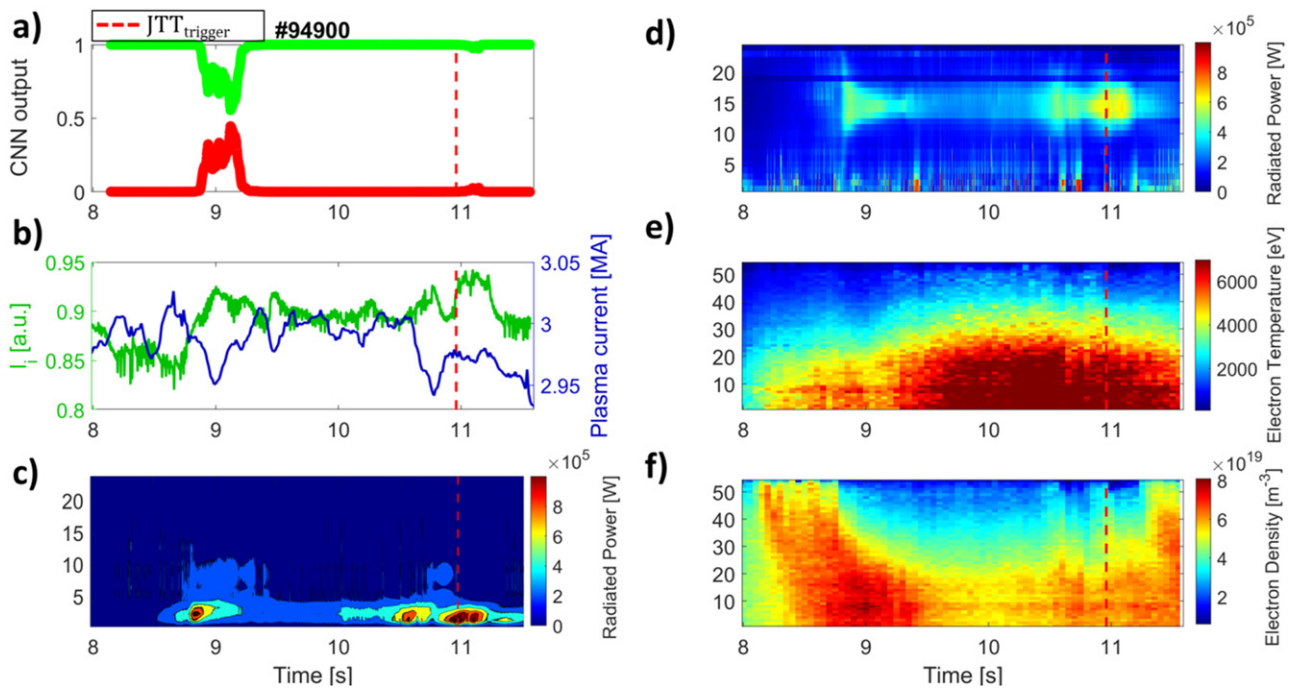 a)
JTT_trigger
#94900
CNN output
1
0.5
0
8 9 10 11
b)
l_i [a.u.]
0.95
0.9
0.85
0.8
Plasma current [MA]
3.05
3
2.95
8 9 10 11
c)
20
15
10
5
×10^5
8
6
4
2
0
Radiated Power [W]
8 9 10 11
Time [s]
d)
20
15
10
5
×10^5
8
6
4
2
0
Radiated Power [W]
8 9 10 11
e)
50
40
30
20
10
6000
4000
2000
Electron Temperature [eV]
8 9 10 11
f)
50
40
30
20
10
×10^19
8
6
4
2
Electron Density [m^-3]
8 9 10 11
Time [s]